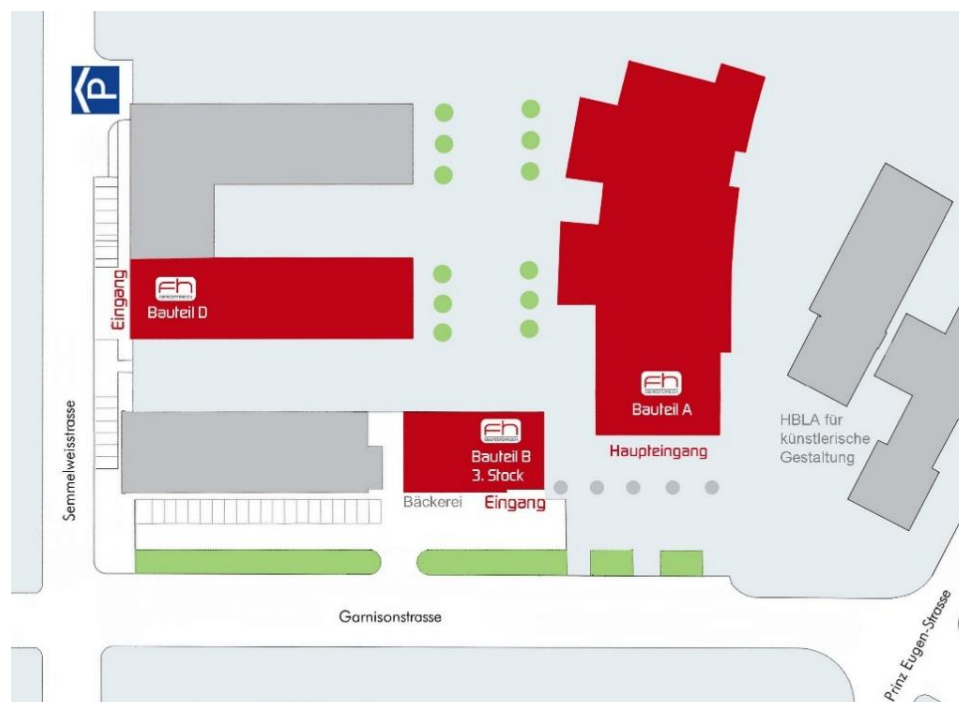 P
Eingang
fh
Bauteil D
fh
Bauteil A
Haupteingang
fh
Bauteil B
3. Stock
Bäckerei
Eingang
HBLA für
künstlerische
Gestaltung
Semmelweisstrasse
Garnisonstrasse
Prinz Eugen-Strasse